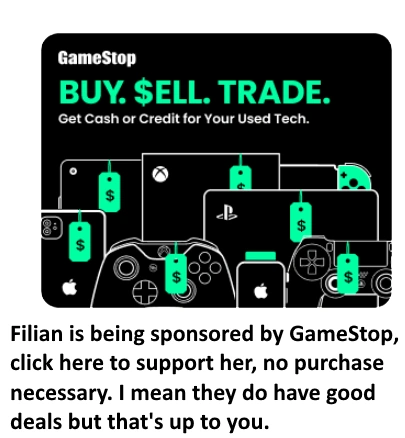 GameStop
BUY. $ELL. TRADE.
Get Cash or Credit for Your Used Tech.
$
$
$
$
$
$
Filian is being sponsored by GameStop,
click here to support her, no purchase
necessary. I mean they do have good
deals but that's up to you.